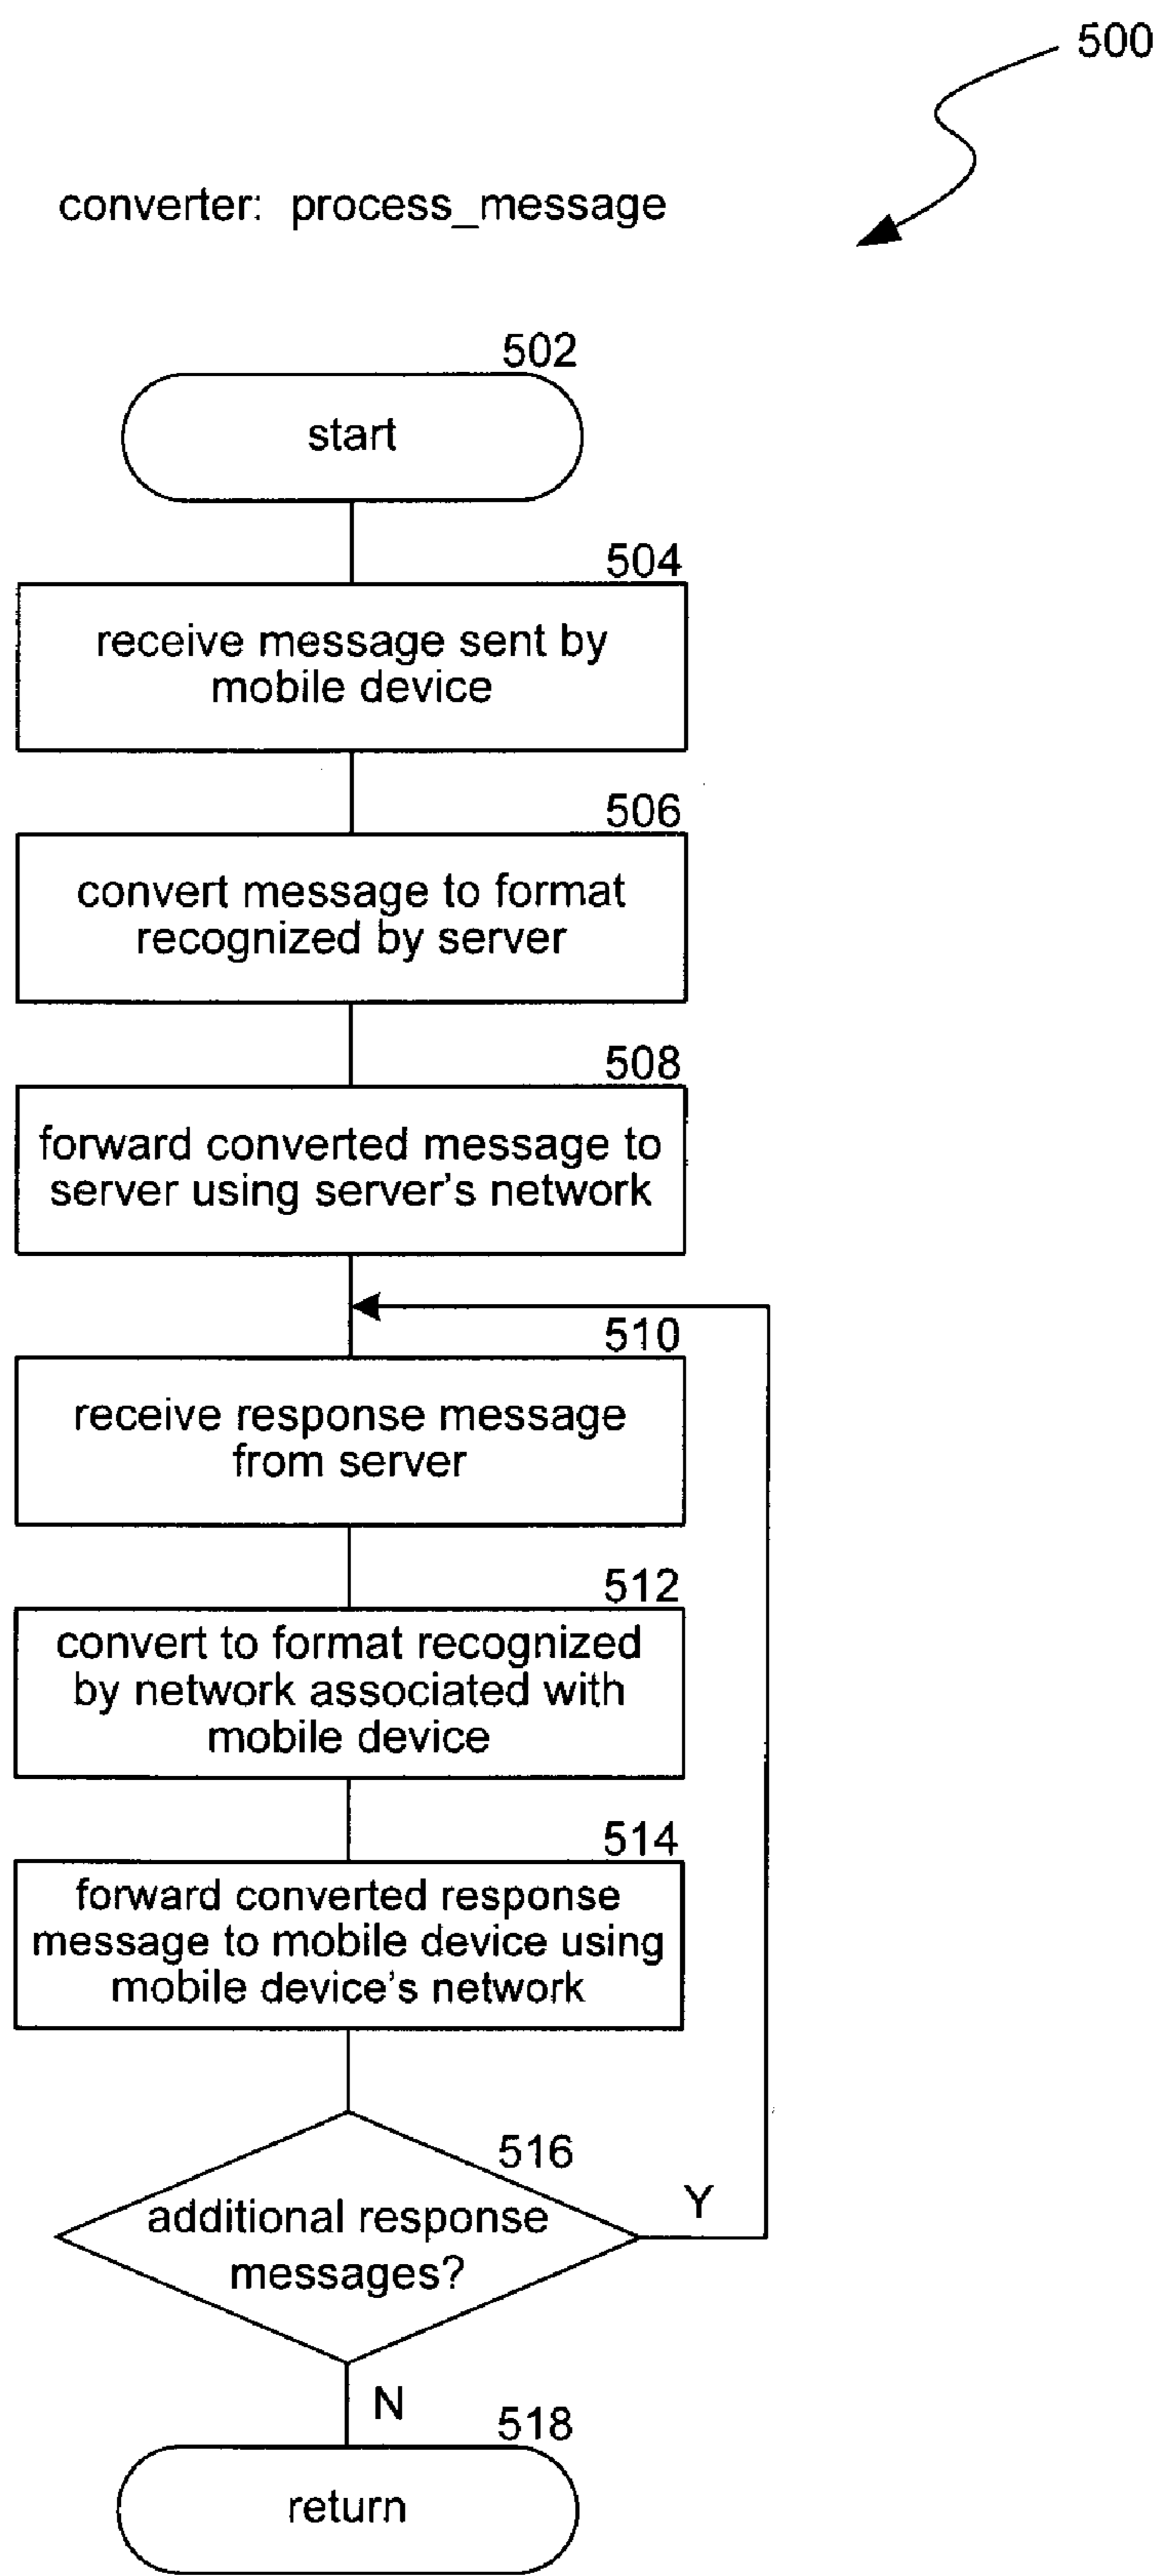 500
converter: process_message
502
start
504
receive message sent by
mobile device
506
convert message to format
recognized by server
508
forward converted message to
server using server's network
510
receive response message
from server
512
convert to format recognized
by network associated with
mobile device
514
forward converted response
message to mobile device using
mobile device's network
516
additional response
messages?
Y
N
518
return